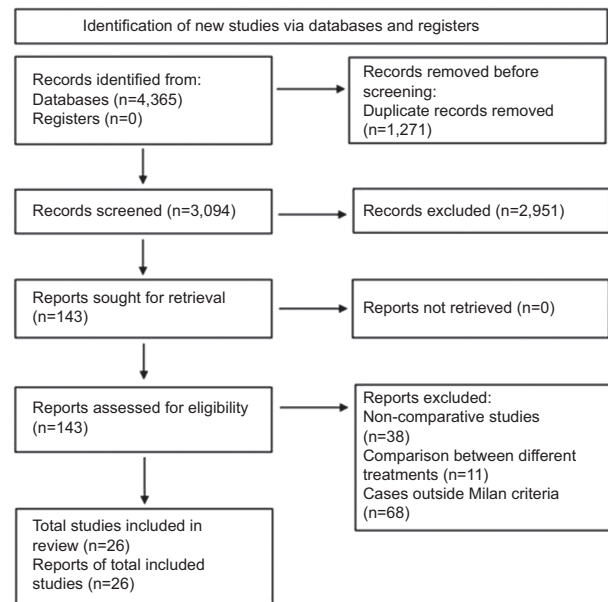 Identification of new studies via databases and registers
Records identified from:
Databases (n=4,365)
Registers (n=0)
Records removed before
screening:
Duplicate records removed
(n=1,271)
Records screened (n=3,094)
Records excluded (n=2,951)
Reports sought for retrieval
(n=143)
Reports not retrieved (n=0)
Reports assessed for eligibility
(n=143)
Reports excluded:
Non-comparative studies
(n=38)
Comparison between different
treatments (n=11)
Cases outside Milan criteria
(n=68)
Total studies included in
review (n=26)
Reports of total included
studies (n=26)